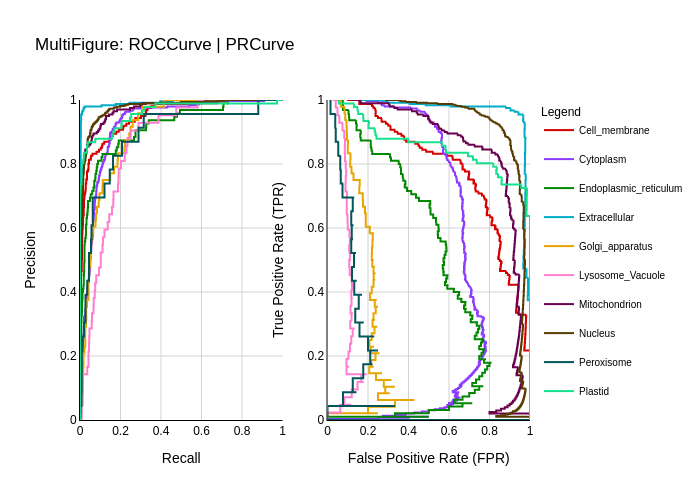 MultiFigure: ROCCurve | PRCurve
Precision
1
0.8
0.6
0.4
0.2
0
0 0.2 0.4 0.6 0.8 1
Recall
True Positive Rate (TPR)
1
0.8
0.6
0.4
0.2
0
0 0.2 0.4 0.6 0.8 1
False Positive Rate (FPR)
Legend
Cell_membrane
Cytoplasm
Endoplasmic_reticulum
Extracellular
Golgi_apparatus
Lysosome_Vacuole
Mitochondrion
Nucleus
Peroxisome
Plastid